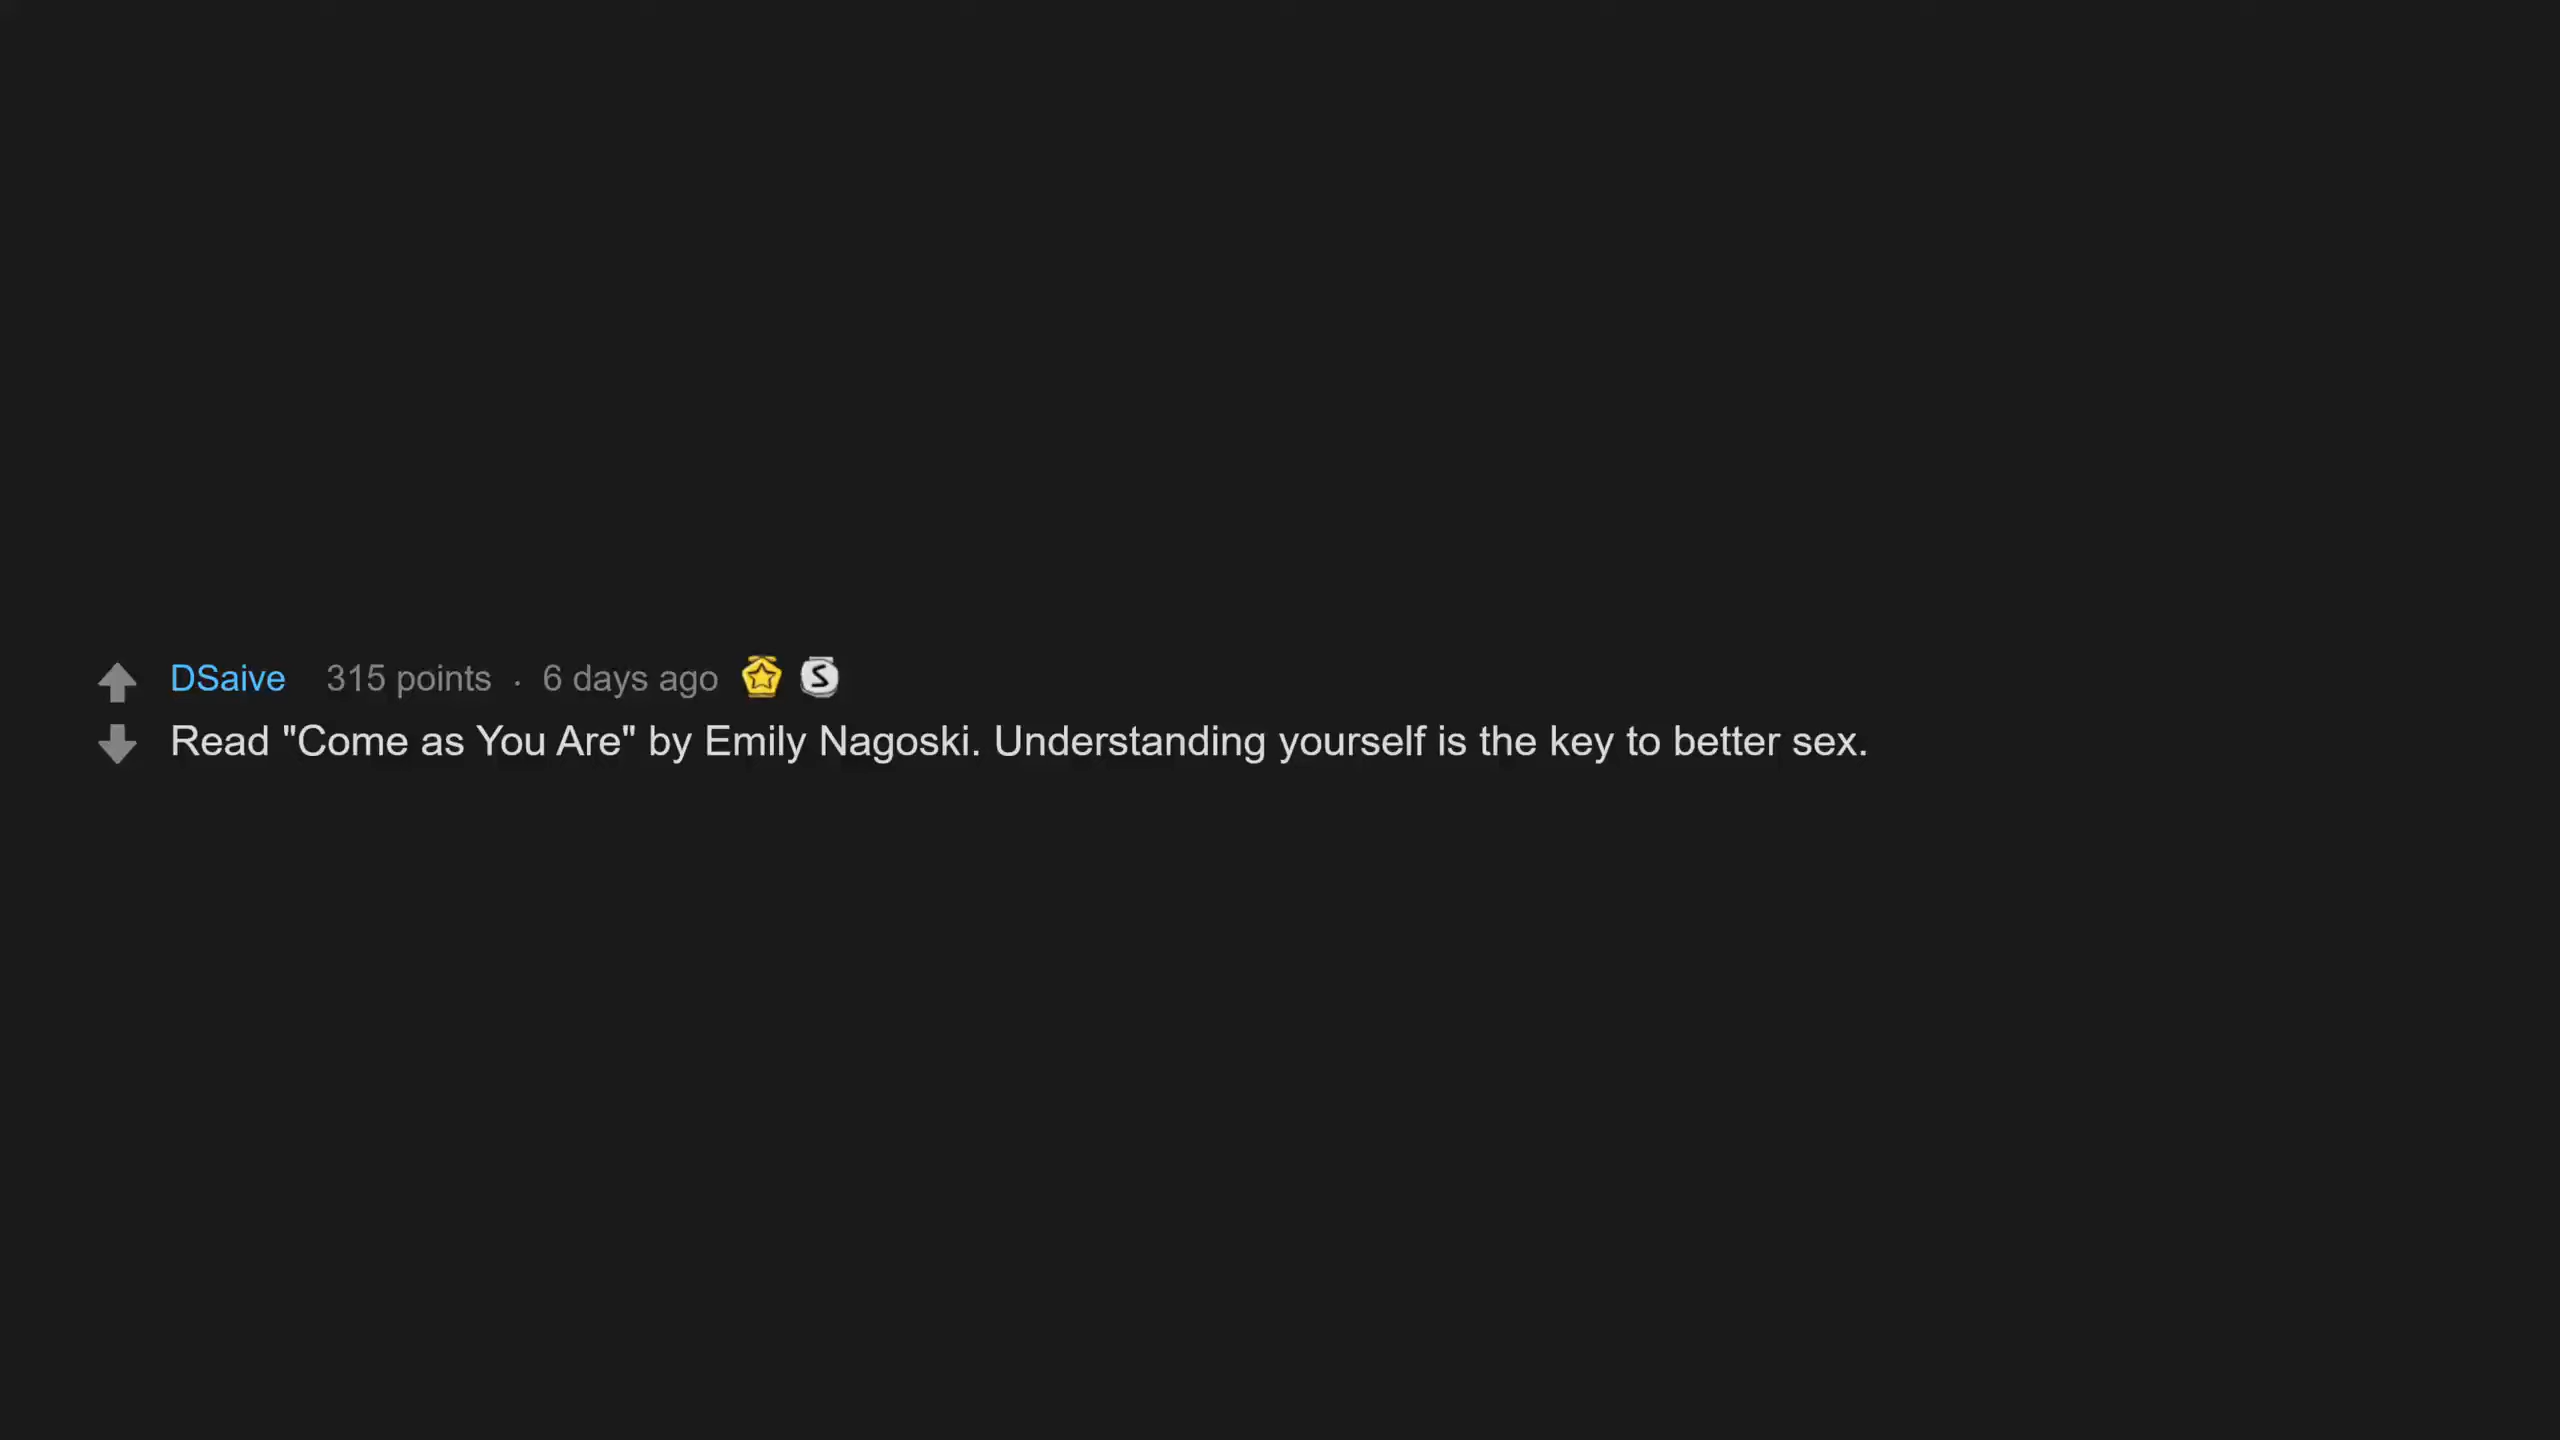 DSaive 315 points · 6 days ago S
Read "Come as You Are" by Emily Nagoski. Understanding yourself is the key to better sex.